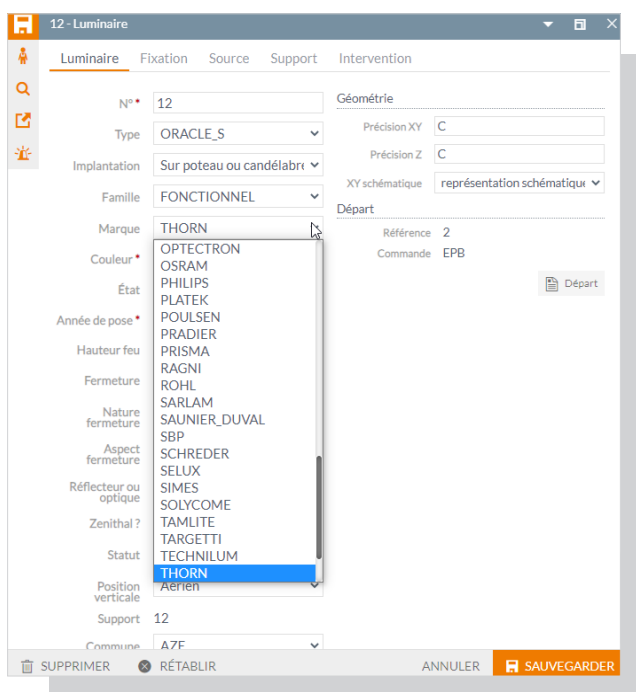 12 - Luminaire
Luminaire Fixation Source Support Intervention
N° * 12
Type ORACLE_S
Implantation Sur poteau ou candélabre
Famille FONCTIONNEL
Marque THORN
OPTECTRON
OSRAM
PHILIPS
PLATEK
POULSEN
PRADIER
PRISMA
RAGNI
ROHL
SARLAM
SAUNIER_DUVAL
SBP
SCHREDER
SELUX
SIMES
SOLYCOME
TAMLITE
TARGETTI
TECHNILUM
THORN
Couleur *
État
Année de pose *
Hauteur feu
Fermeture
Nature
fermeture
Aspect
fermeture
Réflecteur ou
optique
Zenithal ?
Statut
Position
verticale Aérien
Support 12
Commune AZE
Géométrie
Précision XY C
Précision Z C
XY schématique représentation schématique
Départ
Référence 2
Commande EPB
Départ
SUPPRIMER RÉTABLIR ANNULER SAUVEGARDER